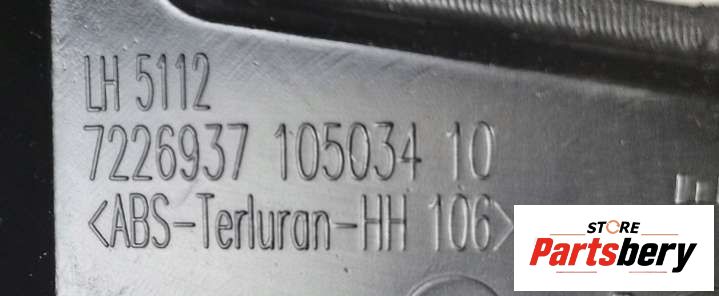 LH 5112
7226937 105034 10
<ABS-Terluran-HH 106>
STORE
Partsbery